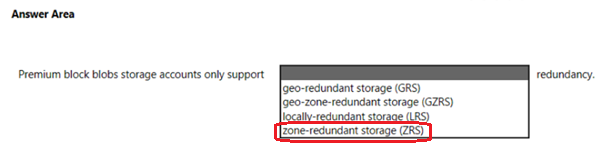 Answer Area
Premium block blobs storage accounts only support redundancy.
geo-redundant storage (GRS)
geo-zone-redundant storage (GZRS)
locally-redundant storage (LRS)
zone-redundant storage (ZRS)